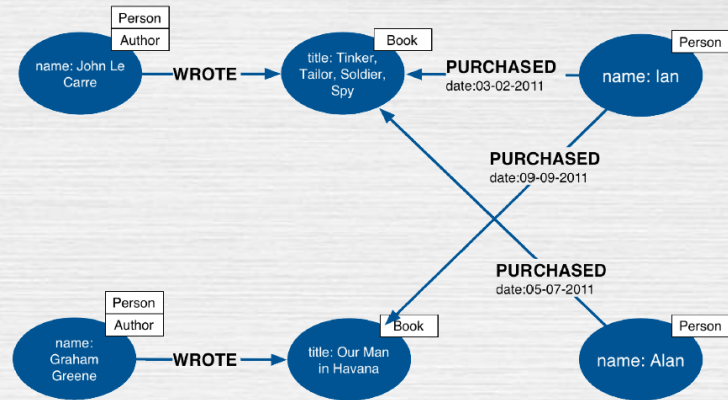 Person
Author
name: John Le
Carre
WROTE
Book
title: Tinker,
Tailor, Soldier,
Spy
PURCHASED
date:03-02-2011
Person
name: Ian
PURCHASED
date:09-09-2011
PURCHASED
date:05-07-2011
Person
Author
name:
Graham
Greene
WROTE
Book
title: Our Man
in Havana
Person
name: Alan